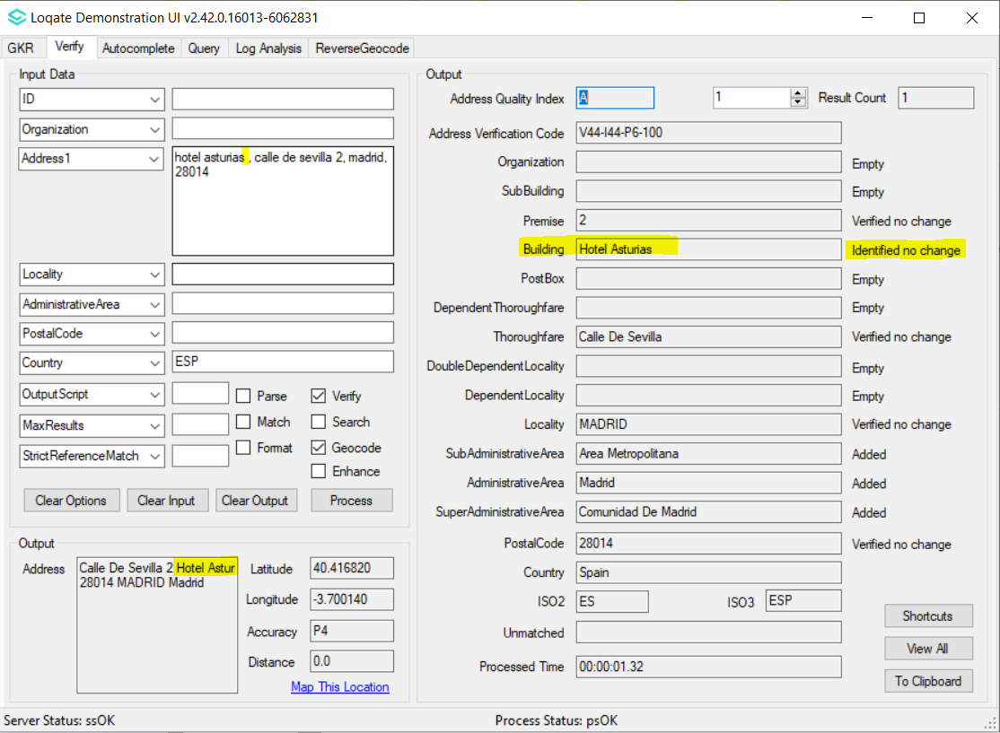 Loqate Demonstration UI v2.42.0.16013-6062831
GKR Verify Autocomplete Query Log Analysis ReverseGeocode
Input Data
ID
Organization
Address1
hotel asturias , calle de sevilla 2, madrid,
28014
Locality
AdministrativeArea
PostalCode
Country ESP
OutputScript Parse Verify
MaxResults Match Search
StrictReferenceMatch Format Geocode
Enhance
Clear Options Clear Input Clear Output Process
Output
Address
Calle De Sevilla 2 Hotel Astur
28014 MADRID Madrid
Latitude 40.416820
Longitude -3.700140
Accuracy P4
Distance 0.0
Map This Location
Output
Address Quality Index A 1 Result Count 1
Address Verification Code V44-I44-P6-100
Organization Empty
SubBuilding Empty
Premise 2 Verified no change
Building Hotel Asturias Identified no change
PostBox Empty
DependentThoroughfare Empty
Thoroughfare Calle De Sevilla Verified no change
DoubleDependentLocality Empty
DependentLocality Empty
Locality MADRID Verified no change
SubAdministrativeArea Area Metropolitana Added
AdministrativeArea Madrid Added
SuperAdministrativeArea Comunidad De Madrid Added
PostalCode 28014 Verified no change
Country Spain
ISO2 ES ISO3 ESP
Unmatched
Processed Time 00:00:01.32
Shortcuts
View All
To Clipboard
Server Status: ssOK Process Status: psOK